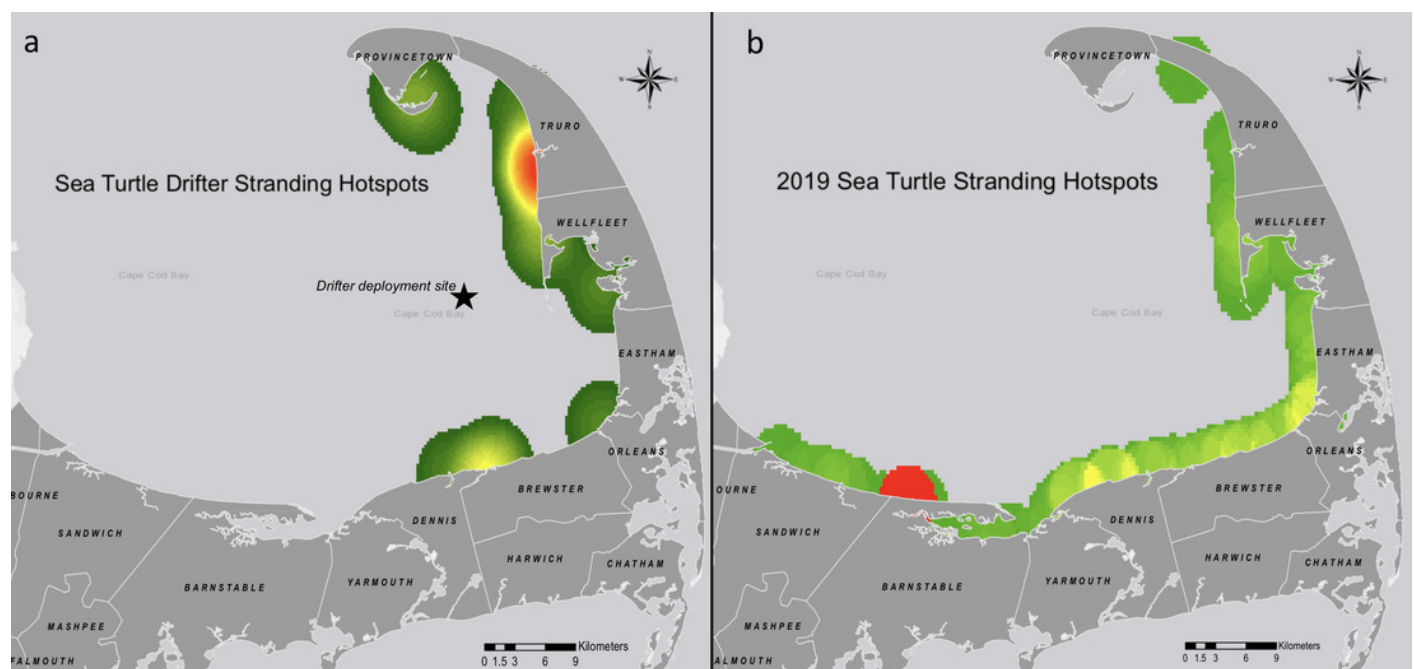 a
PROVINCETOWN
N
W E
S
TRURO
Sea Turtle Drifter Stranding Hotspots
WELLFLEET
Cape Cod Bay
Drifter deployment site
Cape Cod Bay
EASTHAM
ORLEANS
BOURNE
BREWSTER
DENNIS
SANDWICH
HARWICH
CHATHAM
BARNSTABLE
YARMOUTH
MASHPEE
FALMOUTH
Kilometers
0 1.5 3 6 9
b
PROVINCETOWN
N
W E
S
TRURO
2019 Sea Turtle Stranding Hotspots
WELLFLEET
Cape Cod Bay
Cape Cod Bay
EASTHAM
ORLEANS
OURNE
BREWSTER
DENNIS
SANDWICH
HARWICH
CHATHAM
BARNSTABLE
YARMOUTH
MASHPEE
ALMOUTH
Kilometers
0 1.5 3 6 9